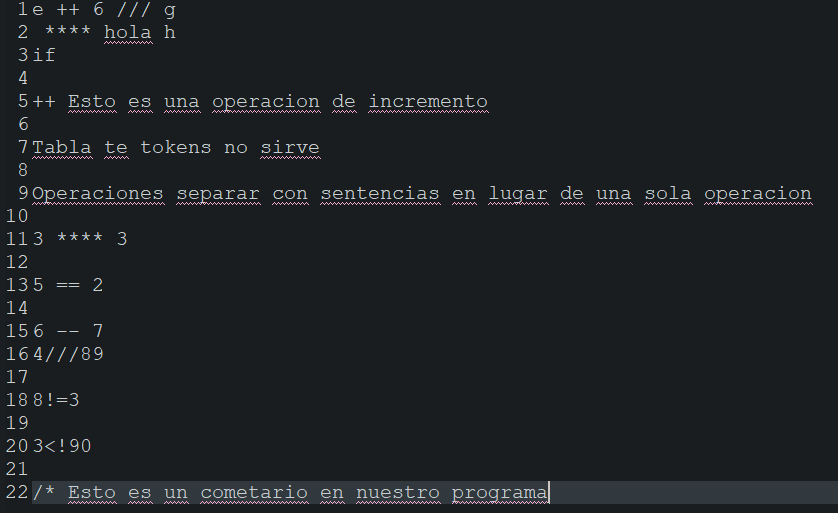 1 e ++ 6 /// g
2  **** hola h
3 if
4
5 ++ Esto es una operacion de incremento
6
7 Tabla te tokens no sirve
8
9 Operaciones separar con sentencias en lugar de una sola operacion
10
11 3 **** 3
12
13 5 == 2
14
15 6 -- 7
16 4///89
17
18 8!=3
19
20 3<!90
21
22 /* Esto es un cometario en nuestro programa